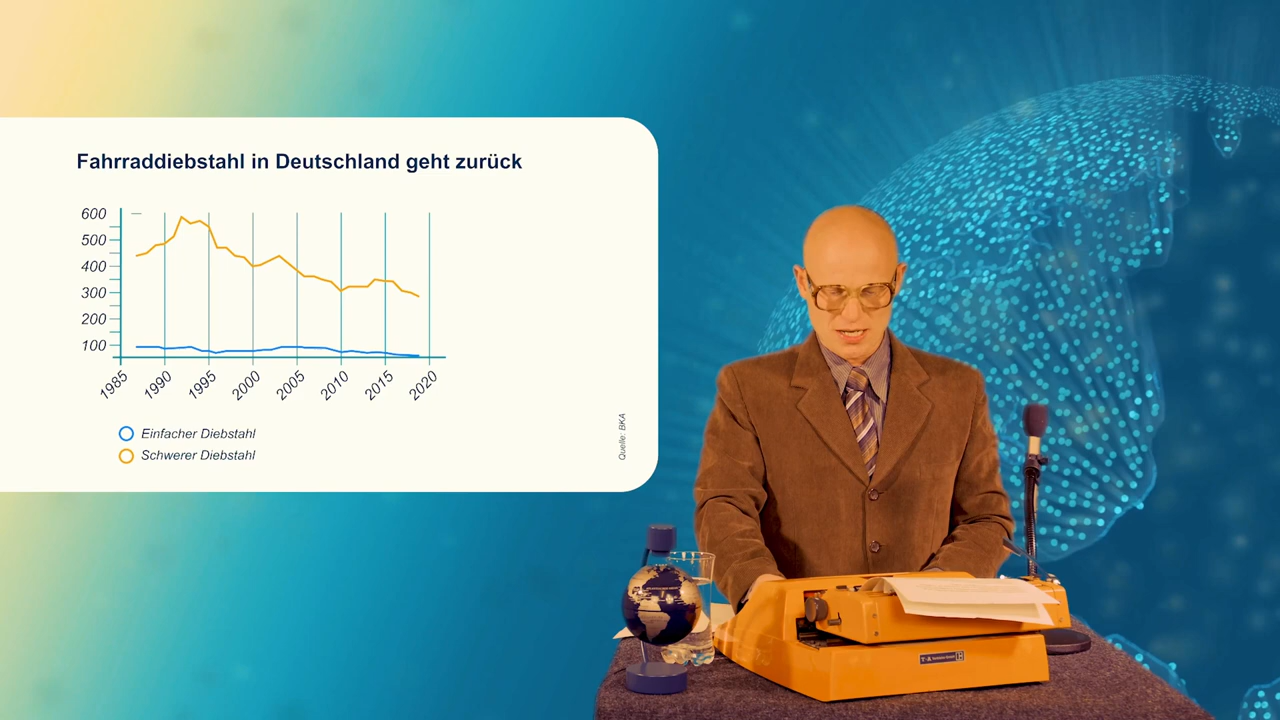 Fahrraddiebstahl in Deutschland geht zurück
600
500
400
300
200
100
1985 1990 1995 2000 2005 2010 2015 2020
Einfacher Diebstahl
Schwerer Diebstahl
Quelle: BKA